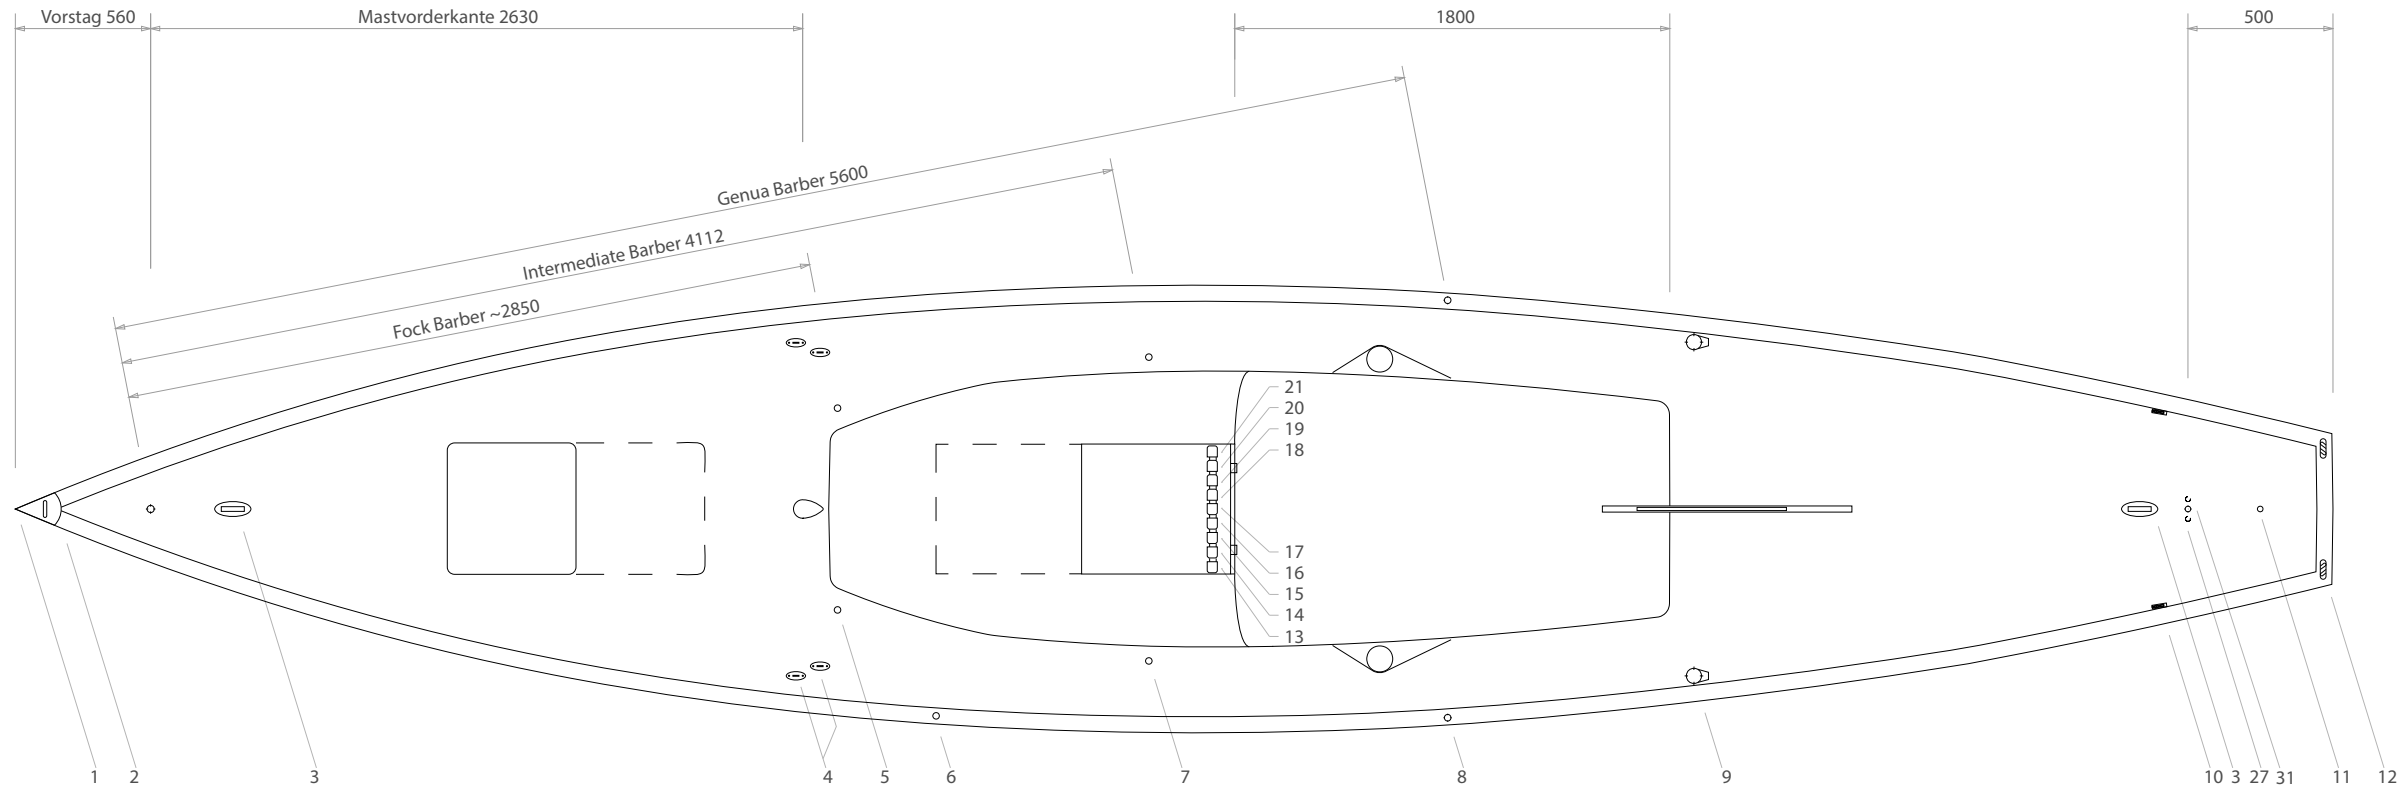 Vorstag 560
Mastvorderkante 2630
1800
500
Genua Barber 5600
Intermediate Barber 4112
Fock Barber ~2850
21
20
19
18
17
16
15
14
13
1 2 3 4 5 6 7 8 9 10 3 27 31 11 12